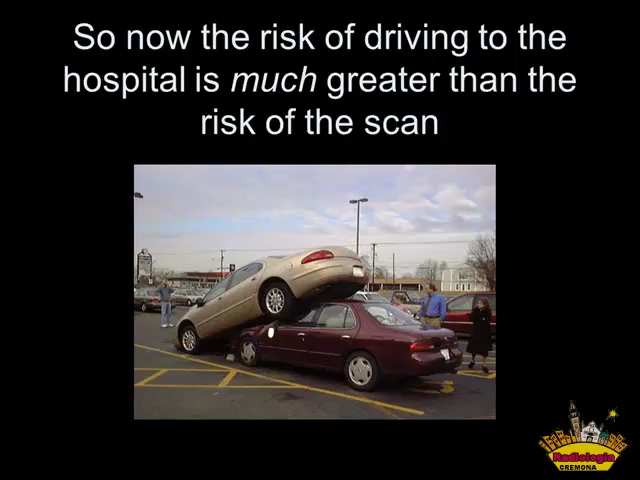 So now the risk of driving to the
hospital is much greater than the
risk of the scan
Radiologia
CREMONA